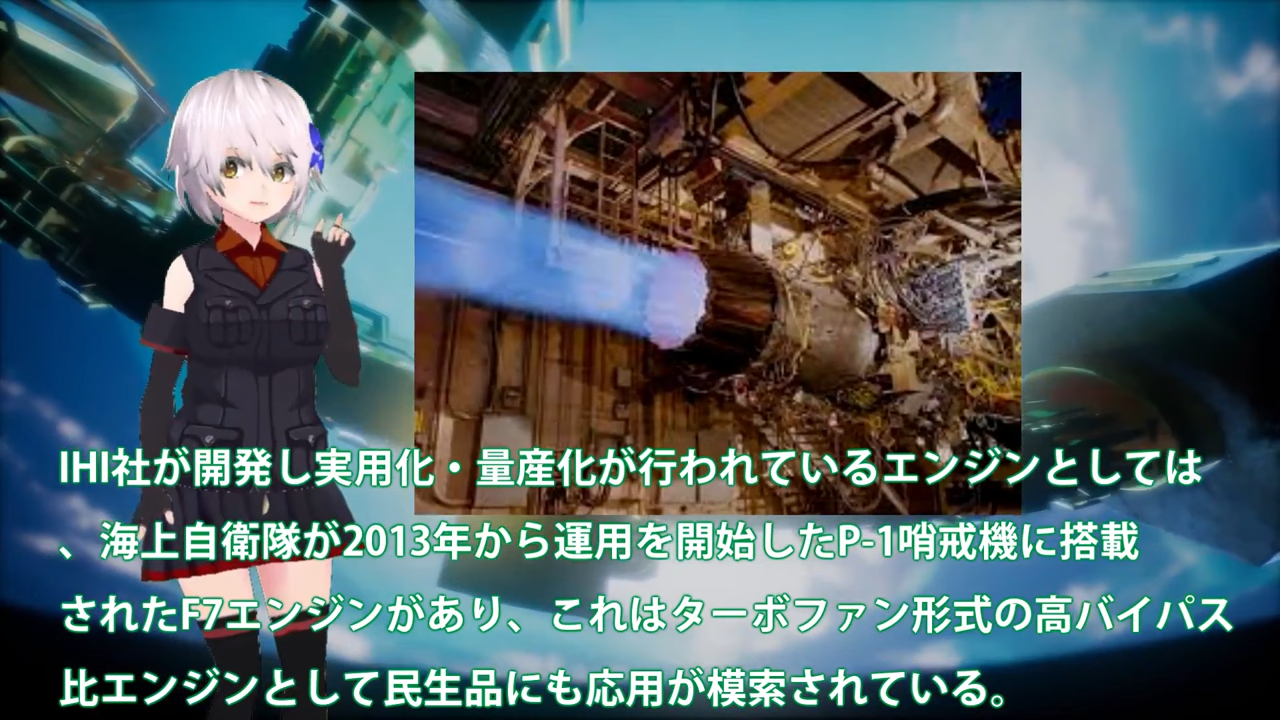 IHI社が開発し実用化・量産化が行われているエンジンとしては
、海上自衛隊が2013年から運用を開始したP-1哨戒機に搭載
されたF7エンジンがあり、これはターボファン形式の高バイパス
比エンジンとして民生品にも応用が模索されている。